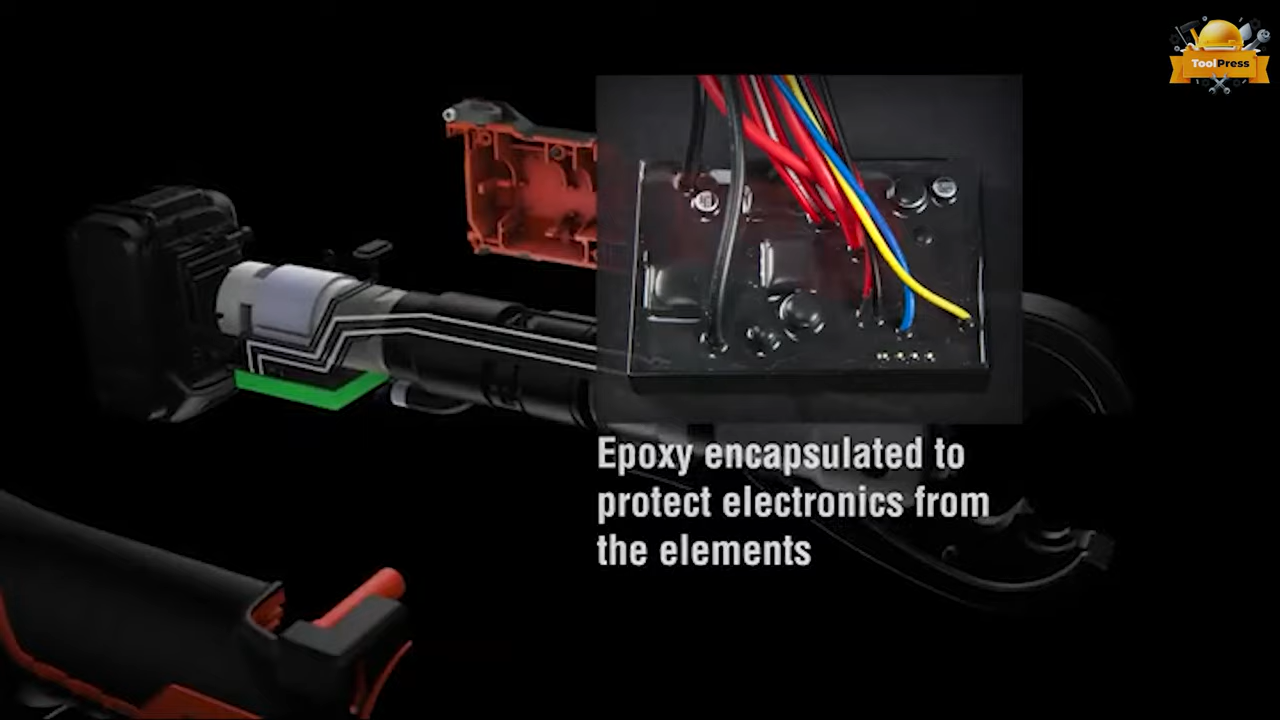 ToolPress
Epoxy encapsulated to
protect electronics from
the elements